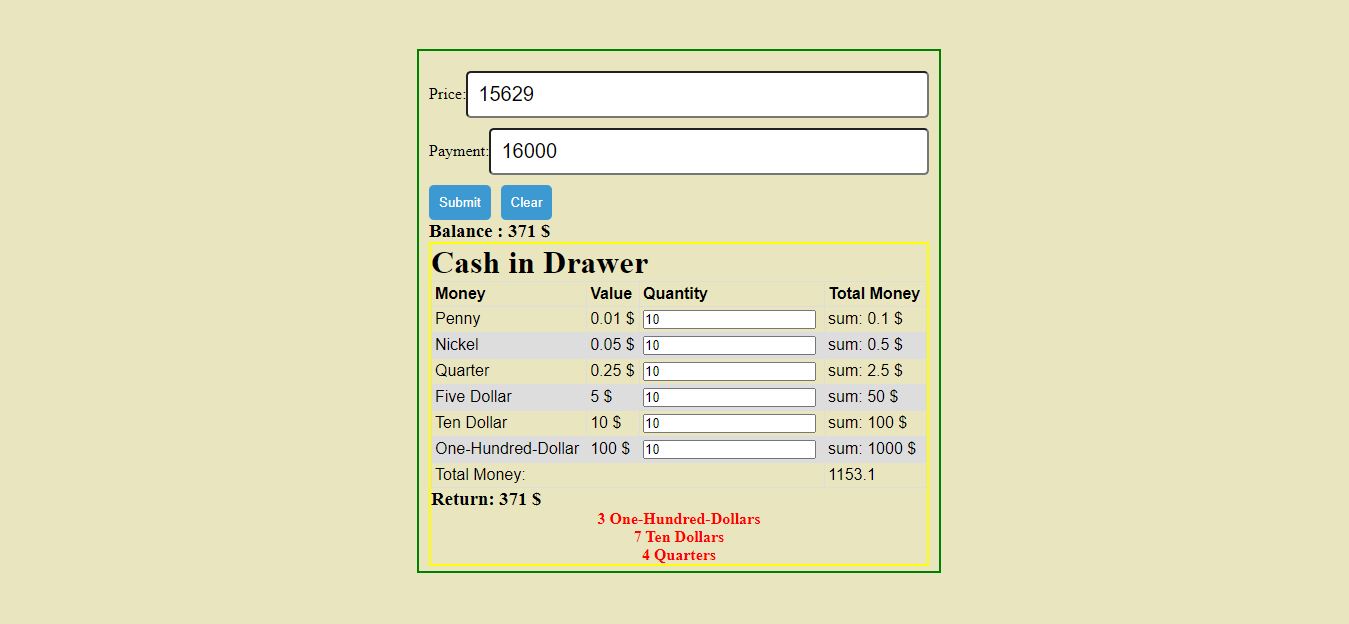 Price: 15629
Payment: 16000
Submit Clear
Balance : 371 $
Cash in Drawer
Money Value Quantity Total Money
Penny 0.01 $ 10 sum: 0.1 $
Nickel 0.05 $ 10 sum: 0.5 $
Quarter 0.25 $ 10 sum: 2.5 $
Five Dollar 5 $ 10 sum: 50 $
Ten Dollar 10 $ 10 sum: 100 $
One-Hundred-Dollar 100 $ 10 sum: 1000 $
Total Money: 1153.1
Return: 371 $
3 One-Hundred-Dollars
7 Ten Dollars
4 Quarters